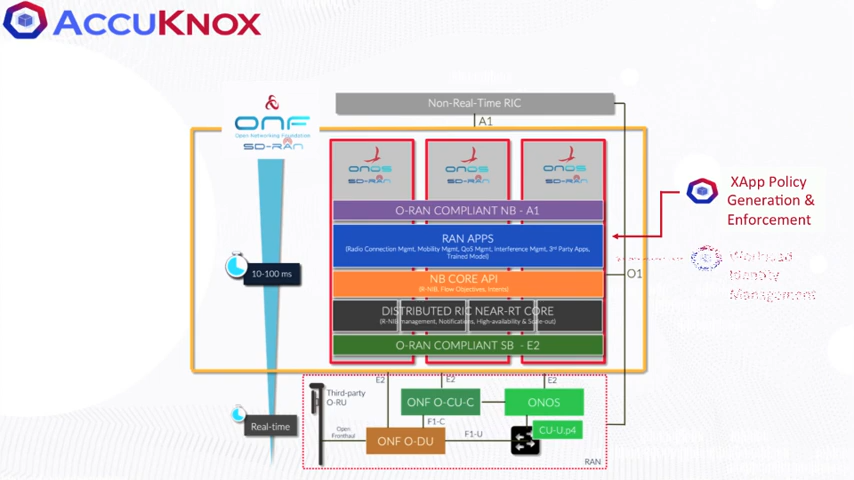 ACCUKNOX
ONF
Open Networking Foundation
SD-RAN
Non-Real-Time RIC
A1
ONOS
SD-RAN
ONOS
SD-RAN
ONOS
SD-RAN
O-RAN COMPLIANT NB - A1
RAN APPS
(Radio Connection Mgmt, Mobility Mgmt, QoS Mgmt, Interference Mgmt, 3rd Party Apps,
Trained Model)
NB CORE API
(R-NIB, Flow Objectives, Intents)
DISTRIBUTED RIC NEAR-RT CORE
(R-NIB management, Notifications, High-availability & Scale-out)
O-RAN COMPLIANT SB - E2
XApp Policy
Generation &
Enforcement
Workload
Identity
Management
O1
10-100 ms
Real-time
E2
E2
E2
Third-party
O-RU
ONF O-CU-C
ONOS
F1-C
CU-U.p4
Open
Fronthaul
ONF O-DU
F1-U
RAN